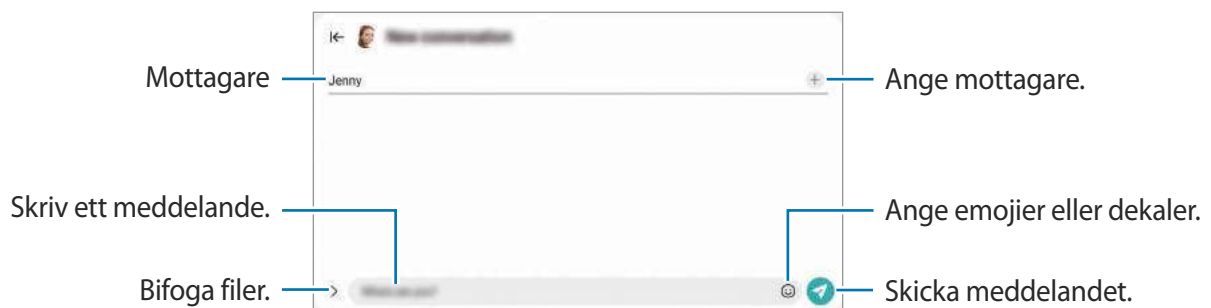 New conversation
Mottagare
Jenny
Ange mottagare.
Skriv ett meddelande.
Ange emojier eller dekaler.
Bifoga filer.
Skicka meddelandet.